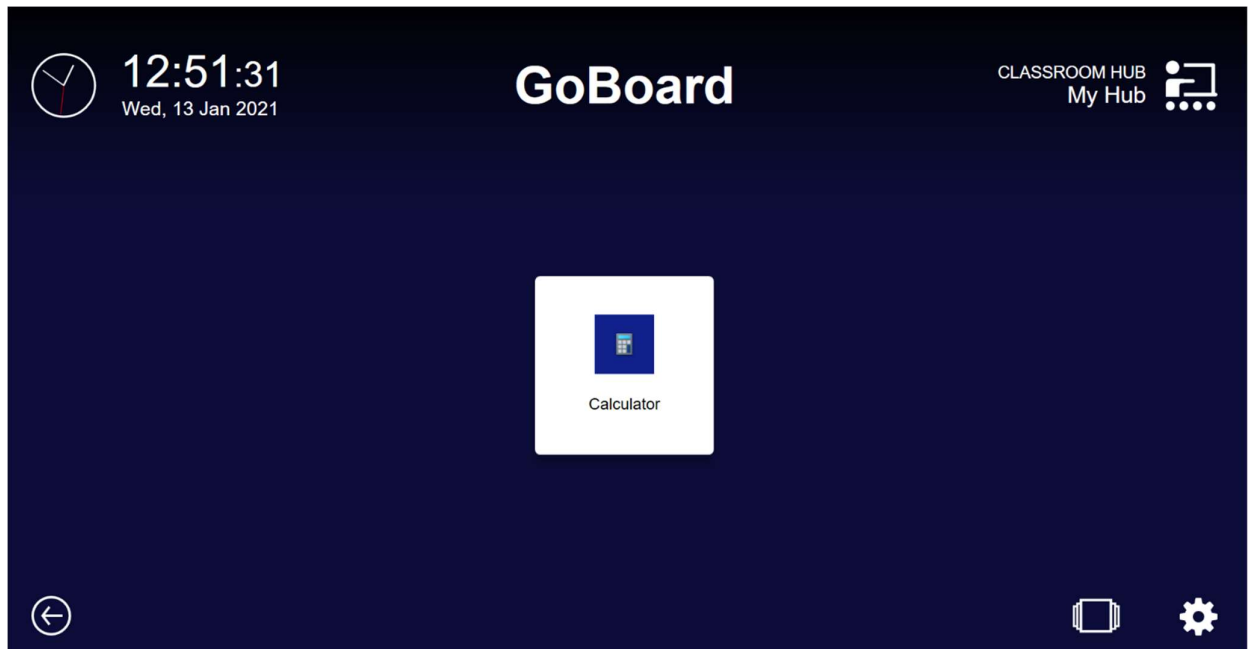 12:51:31
Wed, 13 Jan 2021
GoBoard
CLASSROOM HUB
My Hub
Calculator